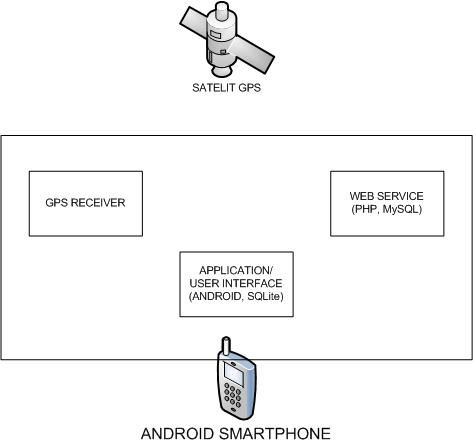 SATELIT GPS
GPS RECEIVER
WEB SERVICE
(PHP, MySQL)
APPLICATION/
USER INTERFACE
(ANDROID, SQLite)
ANDROID SMARTPHONE